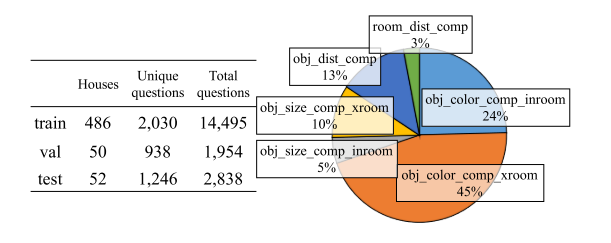 Houses Unique questions Total questions
train 486 2,030 14,495
val 50 938 1,954
test 52 1,246 2,838
room_dist_comp
3%
obj_dist_comp
13%
obj_color_comp_inroom
24%
obj_size_comp_xroom
10%
obj_size_comp_inroom
5%
obj_color_comp_xroom
45%